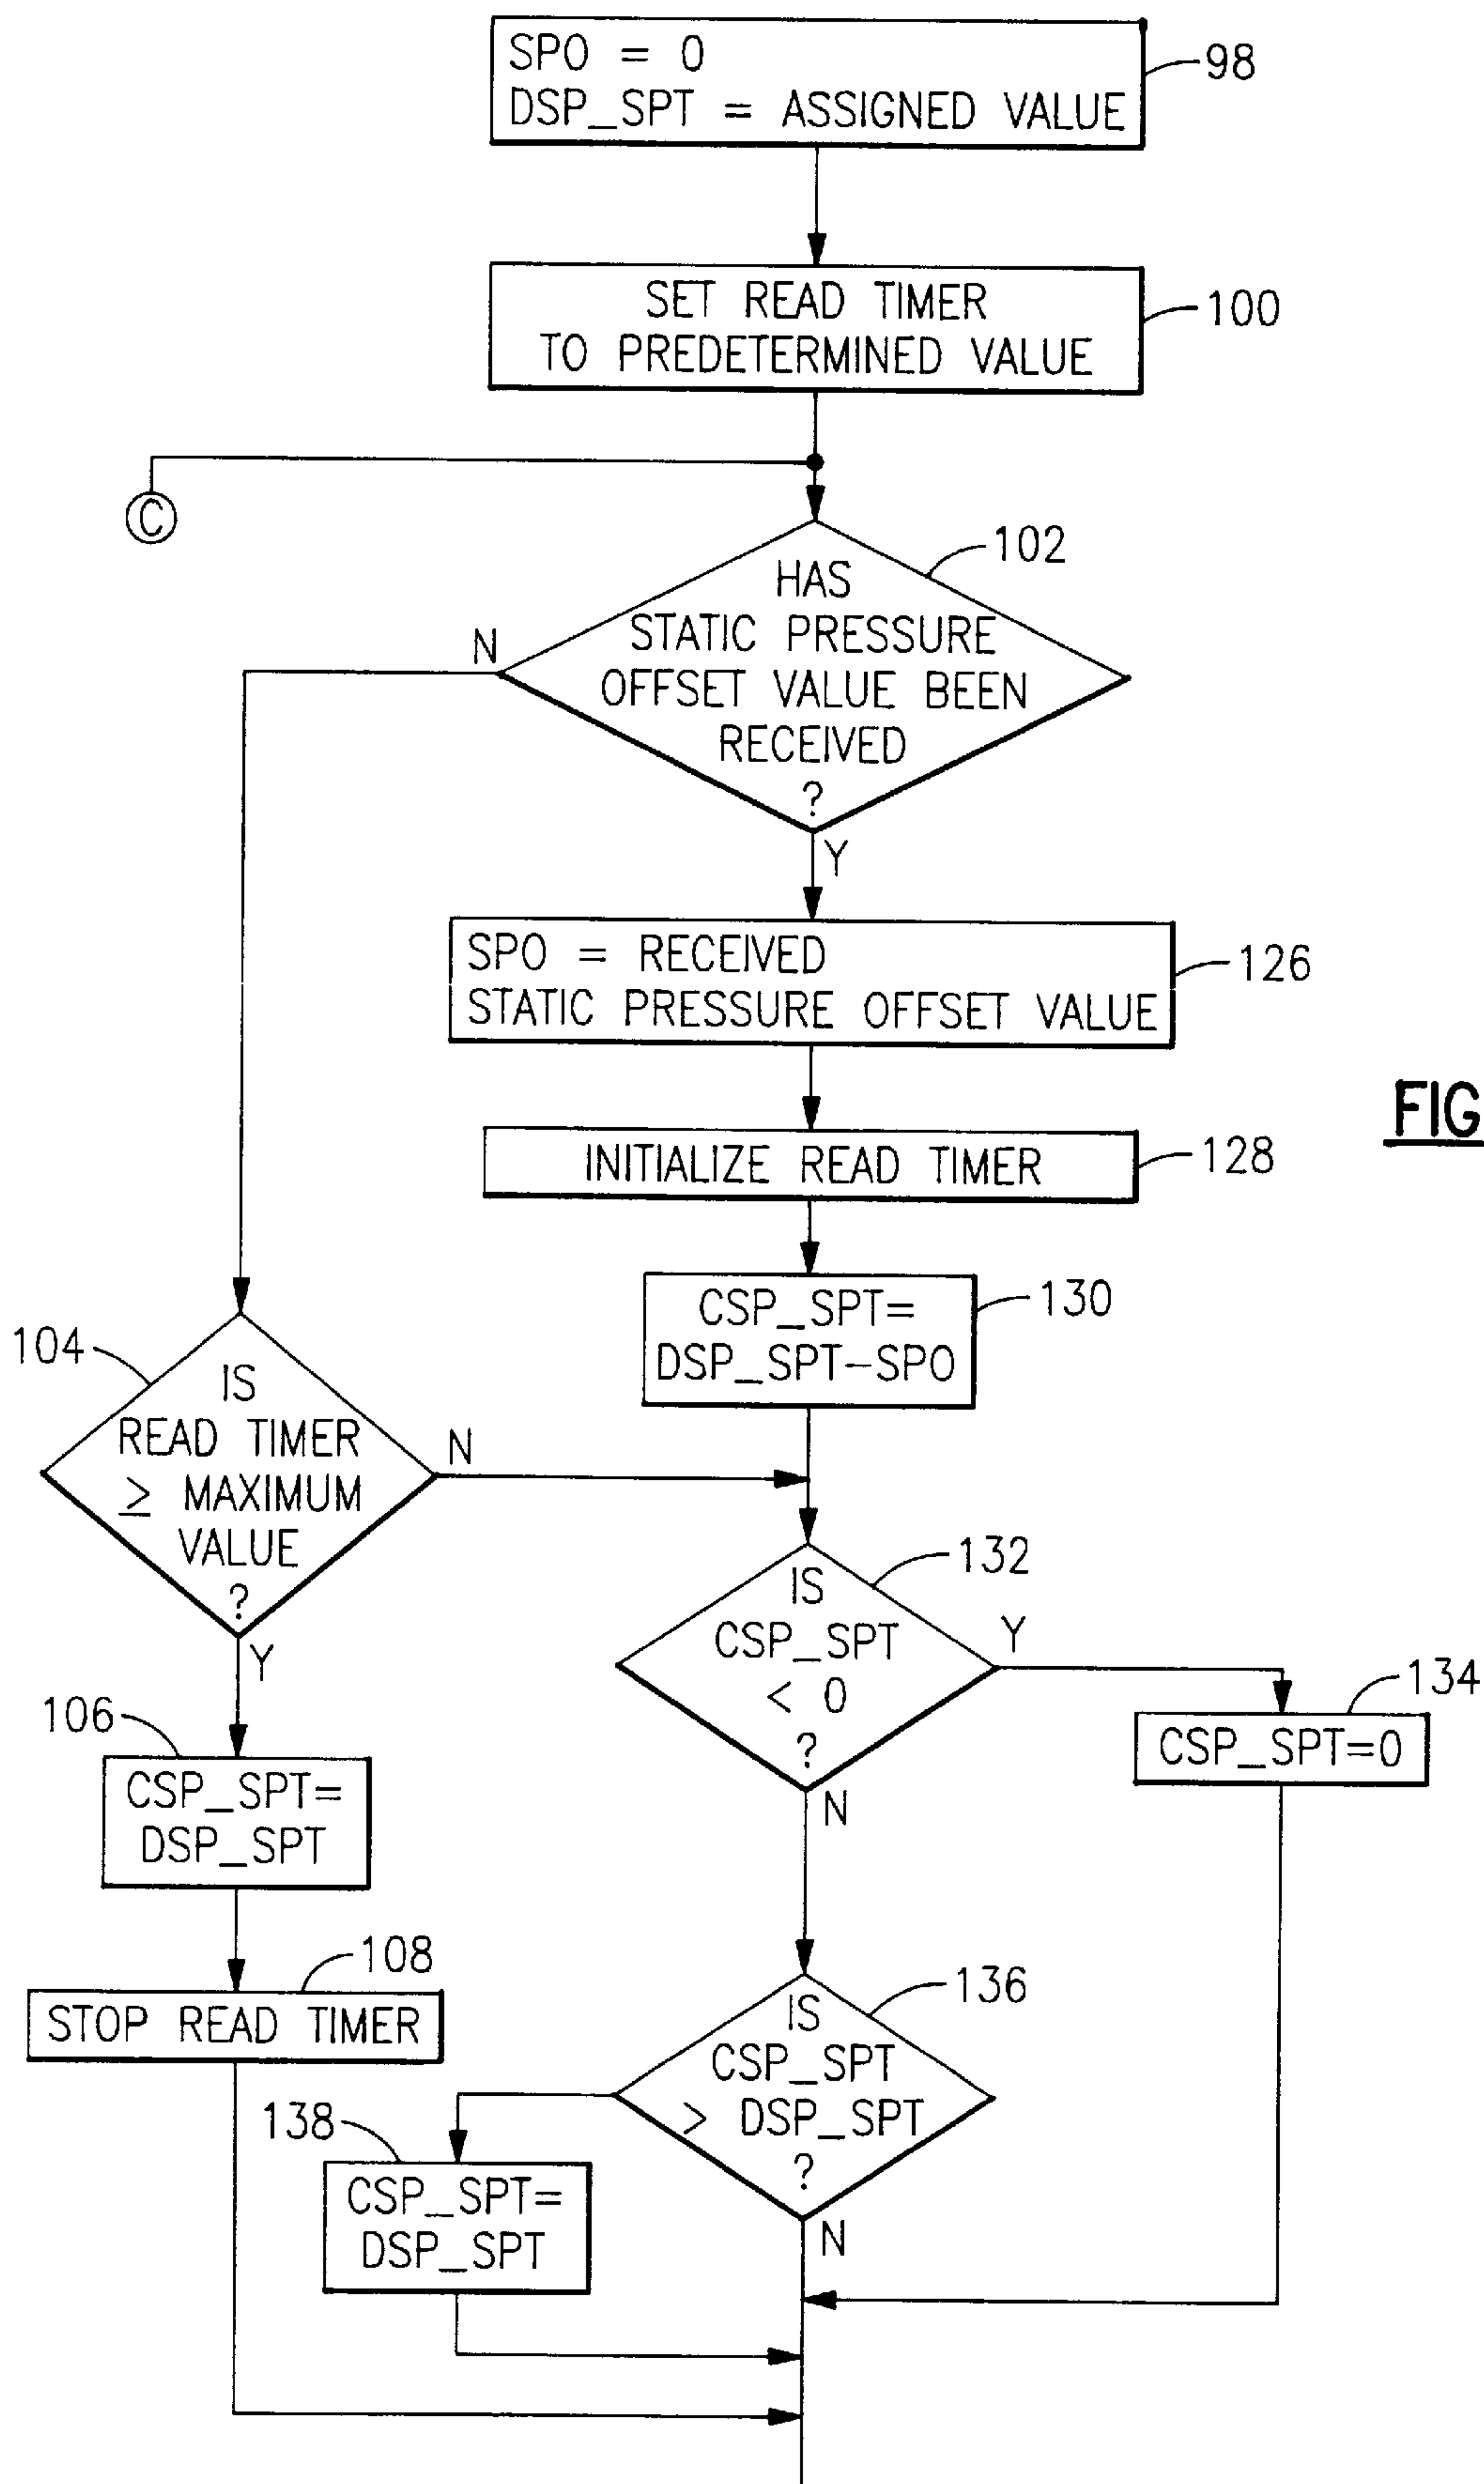 SPO = 0
DSP_SPT = ASSIGNED VALUE
98
SET READ TIMER
TO PREDETERMINED VALUE
100
C
102
HAS
STATIC PRESSURE
OFFSET VALUE BEEN
RECEIVED
?
N
Y
SPO = RECEIVED
STATIC PRESSURE OFFSET VALUE
126
FIG
INITIALIZE READ TIMER
128
CSP_SPT=
DSP_SPT-SPO
130
104
IS
READ TIMER
≥ MAXIMUM
VALUE
?
N
Y
132
IS
CSP_SPT
< 0
?
Y
N
134
CSP_SPT=0
106
CSP_SPT=
DSP_SPT
108
STOP READ TIMER
136
IS
CSP_SPT
> DSP_SPT
?
N
138
CSP_SPT=
DSP_SPT